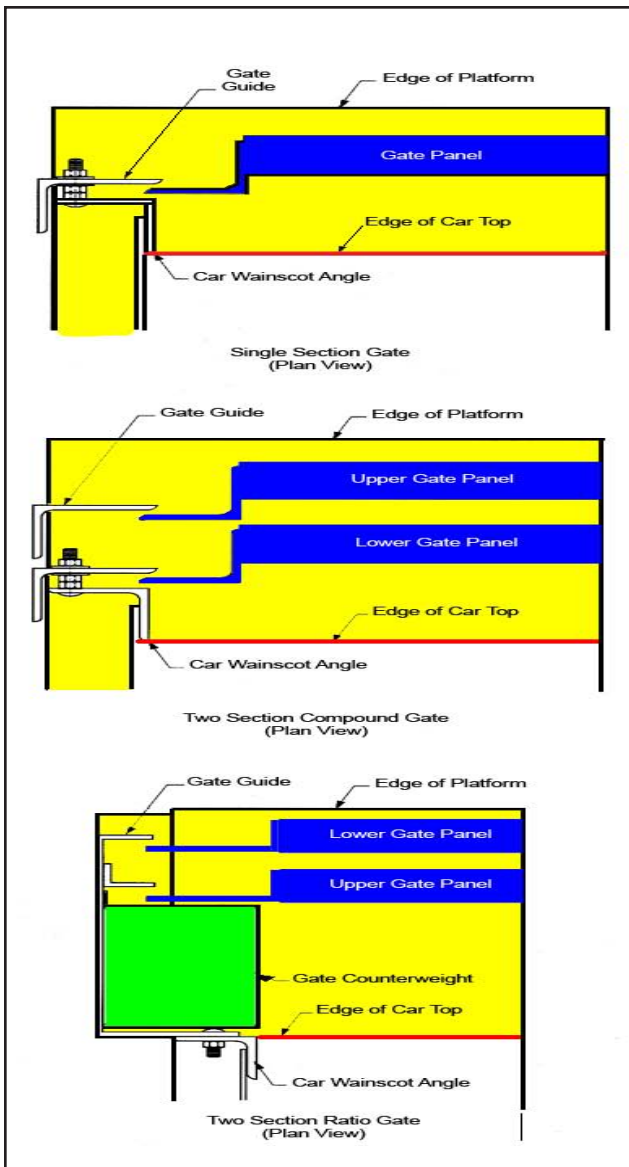 Gate
Guide
Edge of Platform
Gate Panel
Edge of Car Top
Car Wainscot Angle
Single Section Gate
(Plan View)
Gate Guide
Edge of Platform
Upper Gate Panel
Lower Gate Panel
Edge of Car Top
Car Wainscot Angle
Two Section Compound Gate
(Plan View)
Gate Guide
Edge of Platform
Lower Gate Panel
Upper Gate Panel
Gate Counterweight
Edge of Car Top
Car Wainscot Angle
Two Section Ratio Gate
(Plan View)